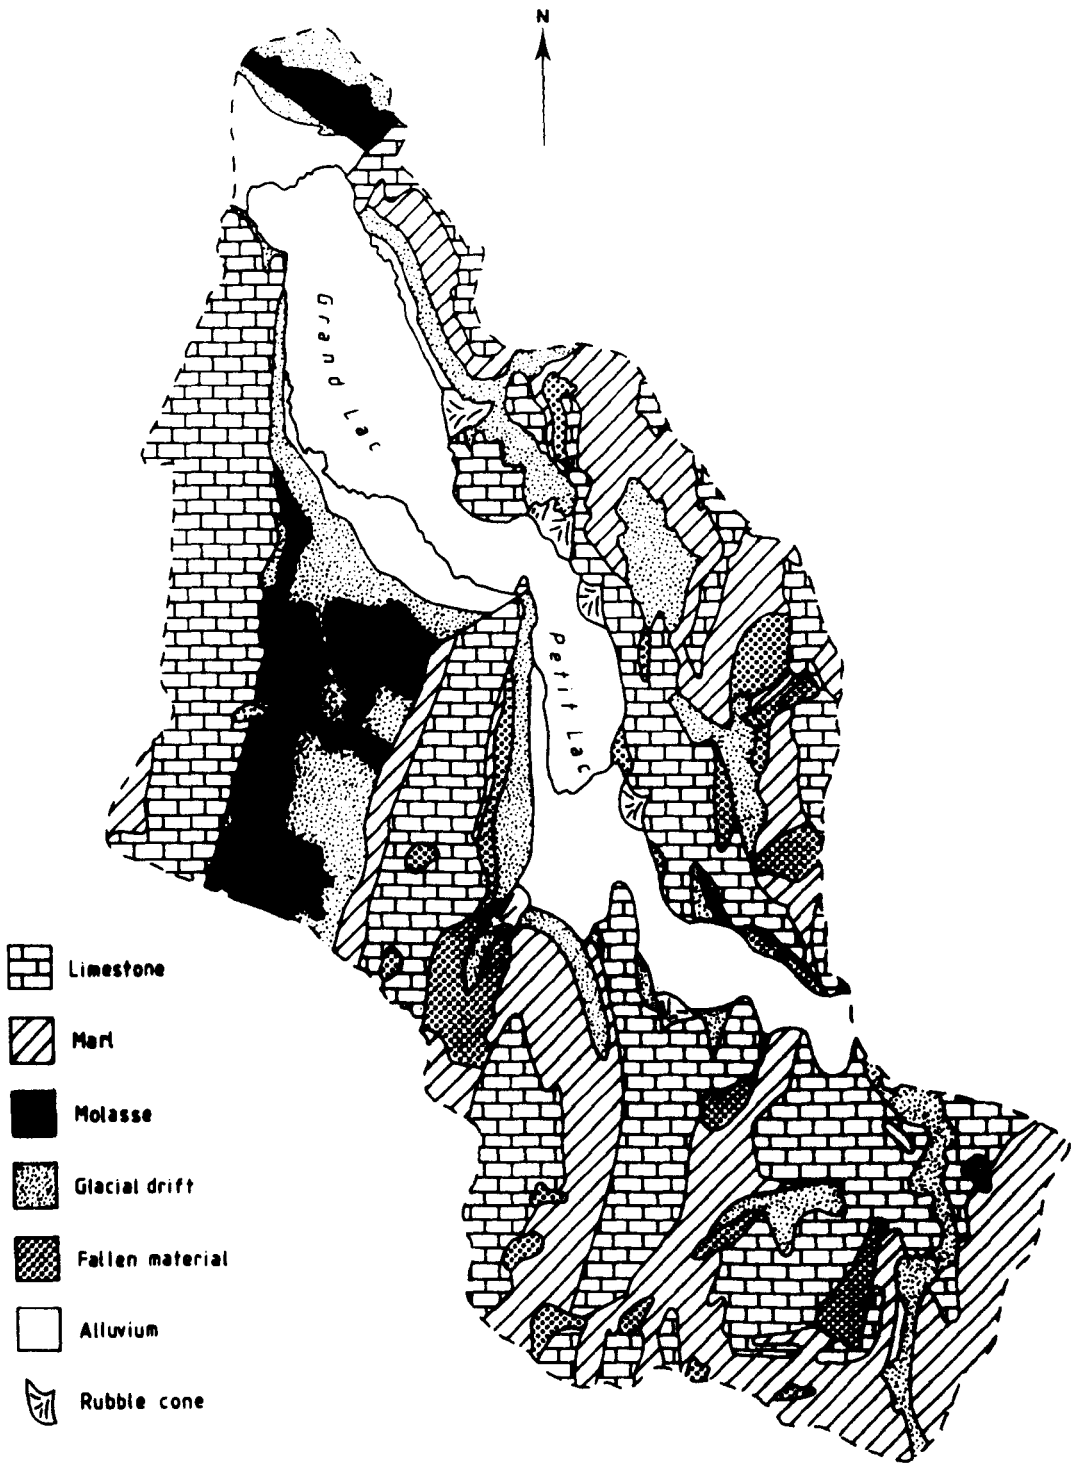 N
Grand Lac
Petit Lac
Limestone
Marl
Molasse
Glacial drift
Fallen material
Alluvium
Rubble cone